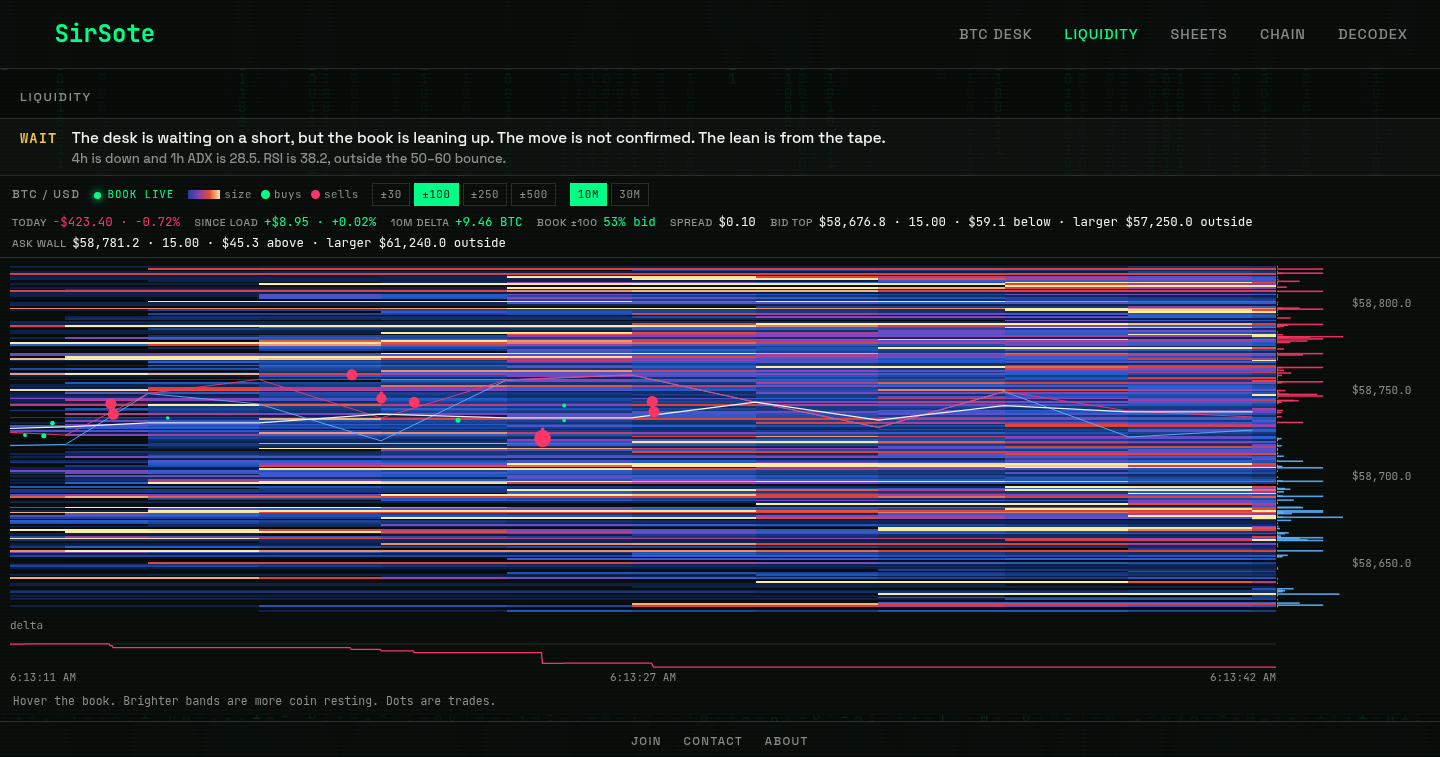 SirSote
BTC DESK LIQUIDITY SHEETS CHAIN DECODEX
LIQUIDITY
WAIT The desk is waiting on a short, but the book is leaning up. The move is not confirmed. The lean is from the tape.
4h is down and 1h ADX is 28.5. RSI is 38.2, outside the 50–60 bounce.
BTC / USD BOOK LIVE size buys sells ±30 ±100 ±250 ±500 10M 30M
TODAY -$423.40 · -0.72% SINCE LOAD +$8.95 · +0.02% 10M DELTA +9.46 BTC BOOK ±100 53% bid SPREAD $0.10 BID TOP $58,676.8 · 15.00 · $59.1 below · larger $57,250.0 outside
ASK WALL $58,781.2 · 15.00 · $45.3 above · larger $61,240.0 outside
$58,800.0
$58,750.0
$58,700.0
$58,650.0
delta
6:13:11 AM 6:13:27 AM 6:13:42 AM
Hover the book. Brighter bands are more coin resting. Dots are trades.
JOIN CONTACT ABOUT